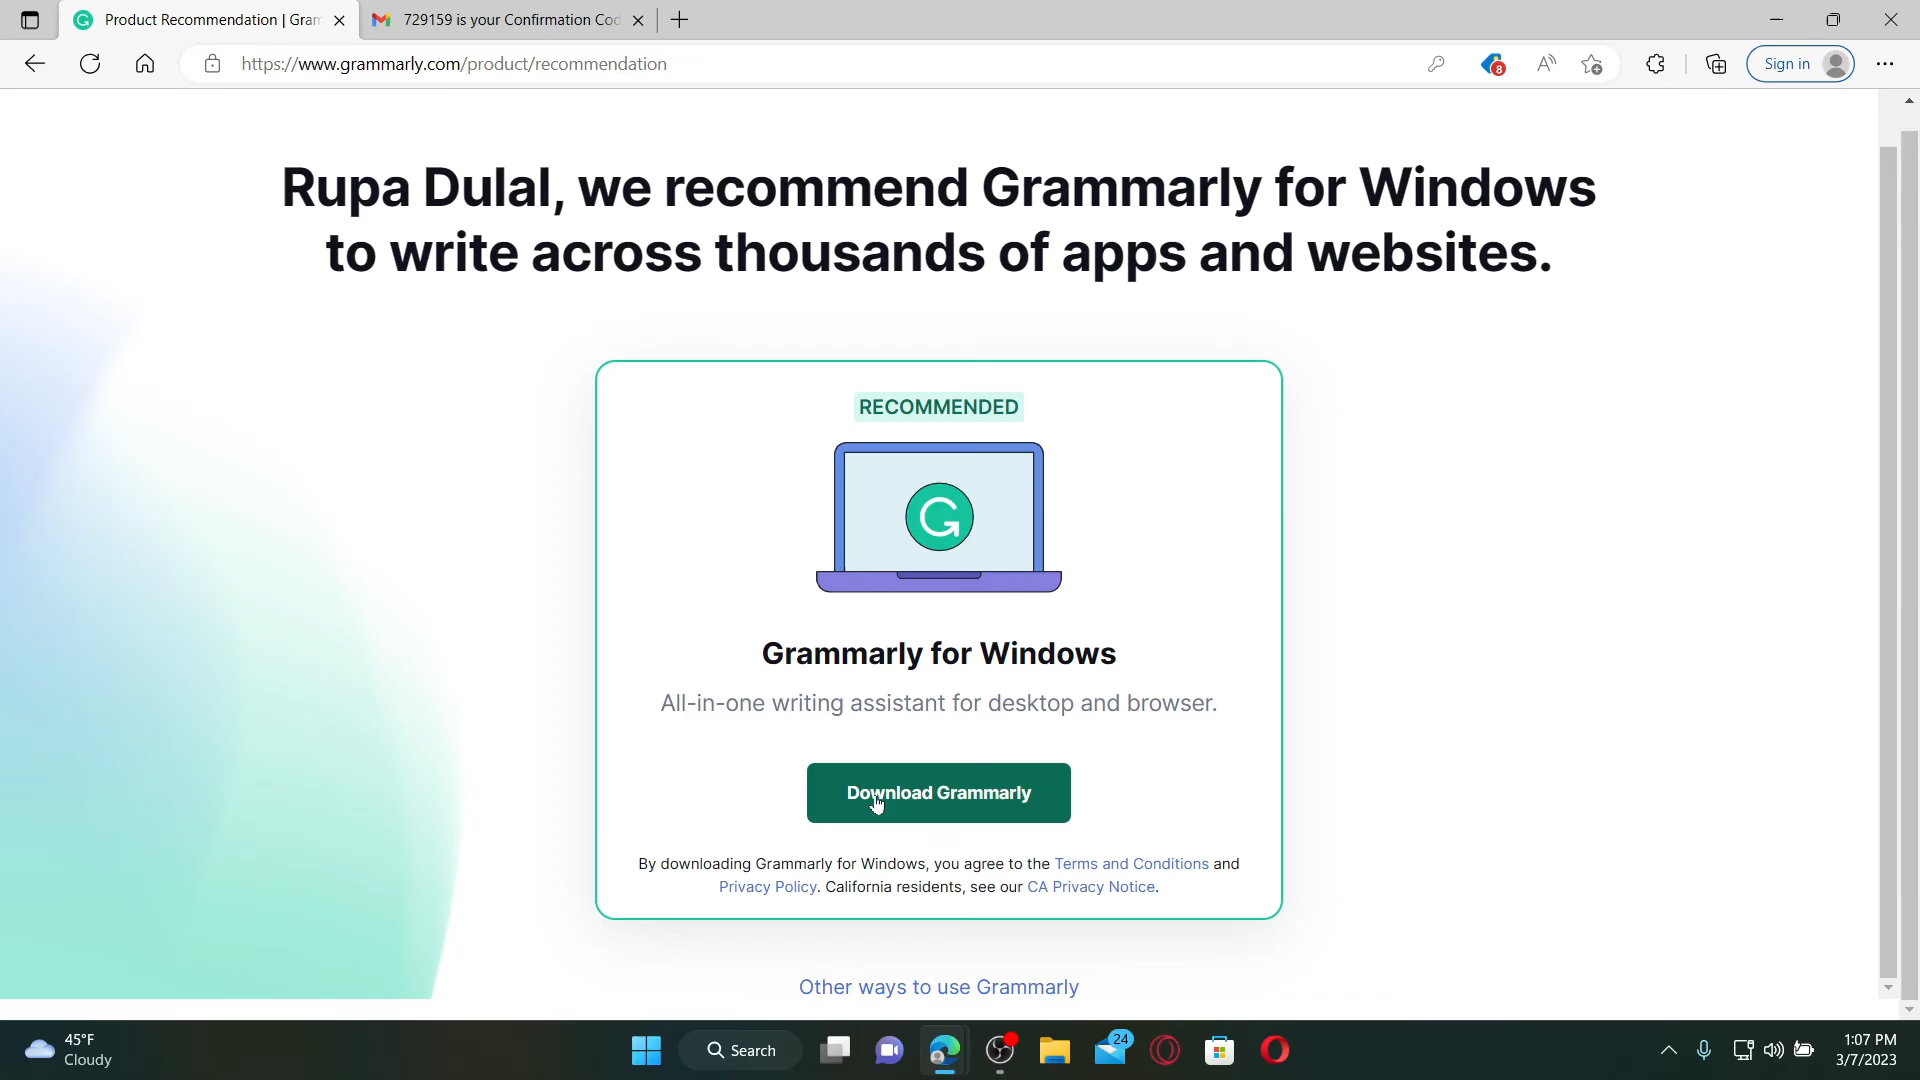 Product Recommendation | Gram
729159 is your Confirmation Cod
https://www.grammarly.com/product/recommendation
8
Sign in
Rupa Dulal, we recommend Grammarly for Windows
to write across thousands of apps and websites.
RECOMMENDED
Grammarly for Windows
All-in-one writing assistant for desktop and browser.
Download Grammarly
By downloading Grammarly for Windows, you agree to the Terms and Conditions and
Privacy Policy. California residents, see our CA Privacy Notice.
Other ways to use Grammarly
45°F
Cloudy
Search
24
1:07 PM
3/7/2023